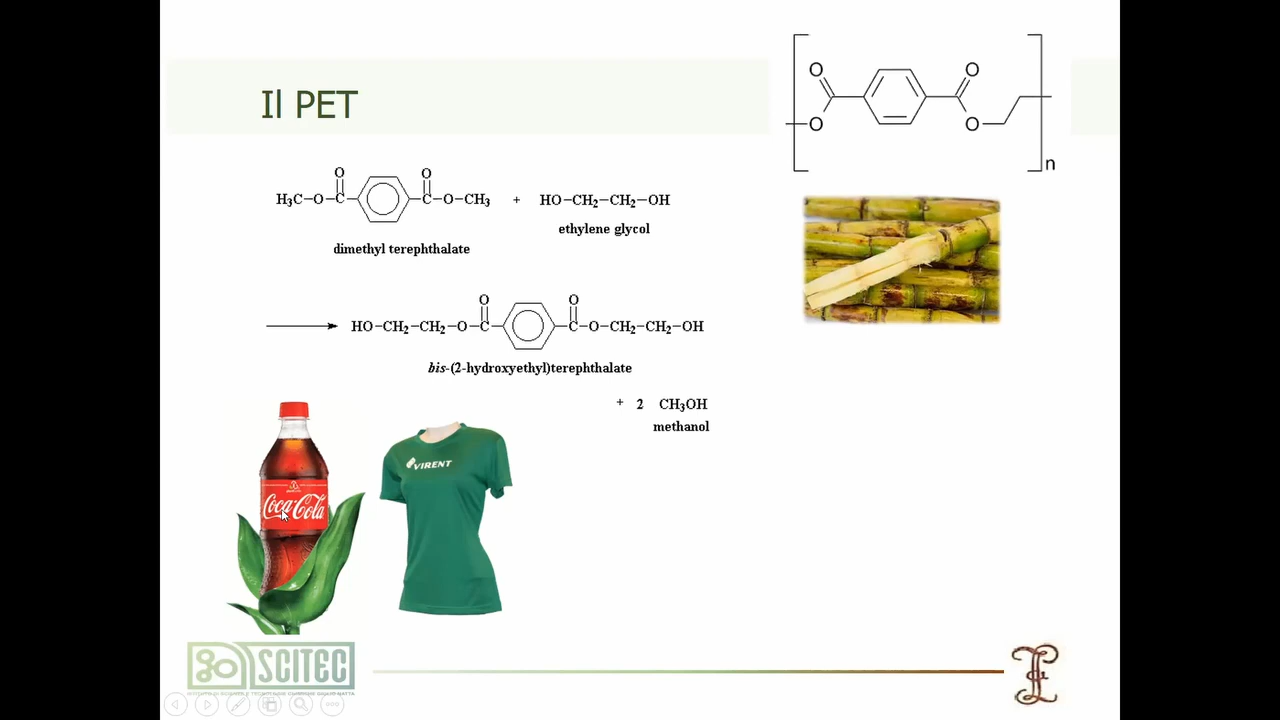 Il PET
O O
O O
n
H₃C–O–C C–O–CH₃ + HO–CH₂–CH₂–OH
O O
dimethyl terephthalate
ethylene glycol
O O
HO–CH₂–CH₂–O–C C–O–CH₂–CH₂–OH
bis-(2-hydroxyethyl)terephthalate
+ 2 CH₃OH
methanol
VIRENT
Coca-Cola
SCITEC